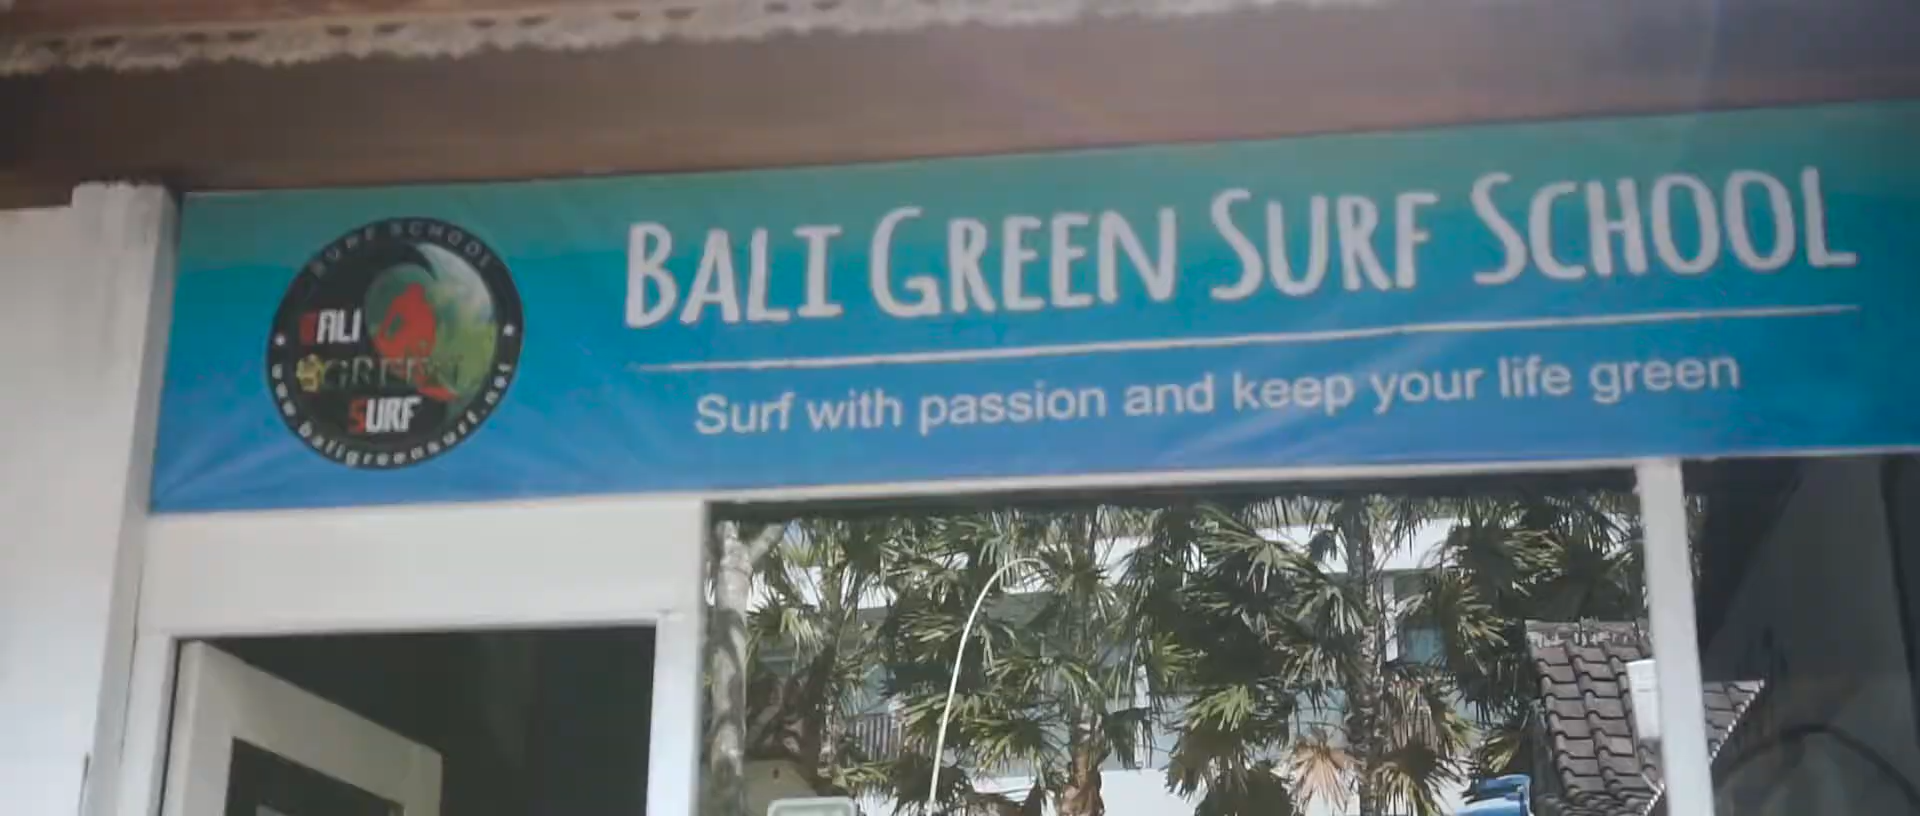 SURF SCHOOL
BALI
GREEN
SURF
www.baligreensurf.net
BALI GREEN SURF SCHOOL
Surf with passion and keep your life green